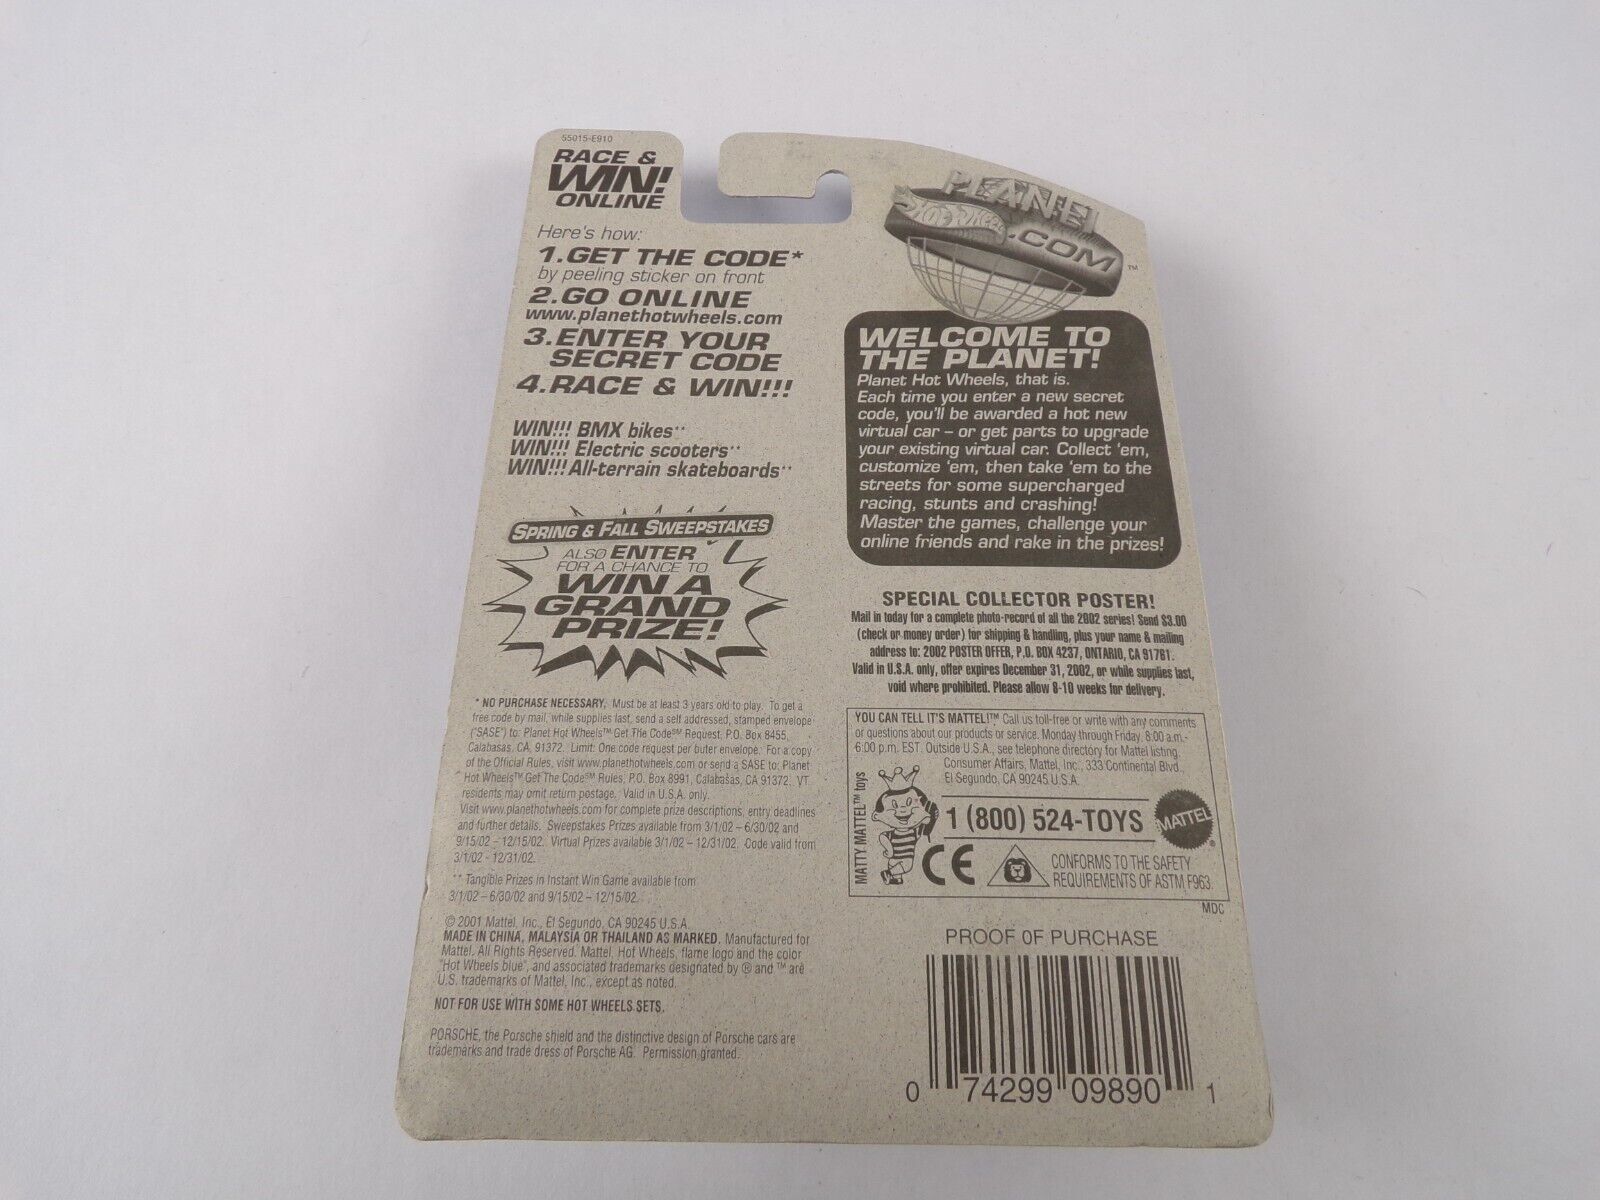 55015-E910
RACE &
WIN!
ONLINE
Here's how:
1.GET THE CODE*
by peeling sticker on front
2.GO ONLINE
www.planethotwheels.com
3.ENTER YOUR
SECRET CODE
4.RACE & WIN!!!
WIN!!! BMX bikes**
WIN!!! Electric scooters**
WIN!!! All-terrain skateboards**
SPRING & FALL SWEEPSTAKES
ALSO ENTER
FOR A CHANCE TO
WIN A
GRAND
PRIZE!
* NO PURCHASE NECESSARY. Must be at least 3 years old to play. To get a
free code by mail, while supplies last, send a self addressed, stamped envelope
("SASE") to: Planet Hot Wheels™ Get The Code℠ Request, P.O. Box 8455,
Calabasas, CA, 91372. Limit: One code request per outer envelope. For a copy
of the Official Rules, visit www.planethotwheels.com or send a SASE to: Planet
Hot Wheels™ Get The Code℠ Rules, P.O. Box 8991, Calabasas, CA 91372. VT
residents may omit return postage. Valid in U.S.A. only.
Visit www.planethotwheels.com for complete prize descriptions, entry deadlines
and further details. Sweepstakes Prizes available from 3/1/02 – 6/30/02 and
9/15/02 – 12/15/02. Virtual Prizes available 3/1/02 – 12/31/02. Code valid from
3/1/02 - 12/31/02.
** Tangible Prizes in Instant Win Game available from
3/1/02 – 6/30/02 and 9/15/02 – 12/15/02.
© 2001 Mattel, Inc., El Segundo, CA 90245 U.S.A.
MADE IN CHINA, MALAYSIA OR THAILAND AS MARKED. Manufactured for
Mattel. All Rights Reserved. Mattel, Hot Wheels, flame logo and the color
"Hot Wheels blue", and associated trademarks designated by ® and ™ are
U.S. trademarks of Mattel, Inc., except as noted.
NOT FOR USE WITH SOME HOT WHEELS SETS.
PORSCHE, the Porsche shield and the distinctive design of Porsche cars are
trademarks and trade dress of Porsche AG. Permission granted.
PLANET
HOT WHEELS
.COM™
WELCOME TO
THE PLANET!
Planet Hot Wheels, that is.
Each time you enter a new secret
code, you'll be awarded a hot new
virtual car – or get parts to upgrade
your existing virtual car. Collect 'em,
customize 'em, then take 'em to the
streets for some supercharged
racing, stunts and crashing!
Master the games, challenge your
online friends and rake in the prizes!
SPECIAL COLLECTOR POSTER!
Mail in today for a complete photo-record of all the 2002 series! Send $3.00
(check or money order) for shipping & handling, plus your name & mailing
address to: 2002 POSTER OFFER, P.O. BOX 4237, ONTARIO, CA 91761.
Valid in U.S.A. only, offer expires December 31, 2002, or while supplies last,
void where prohibited. Please allow 8-10 weeks for delivery.
YOU CAN TELL IT'S MATTEL!™ Call us toll-free or write with any comments
or questions about our products or service. Monday through Friday, 8:00 a.m.-
6:00 p.m. EST. Outside U.S.A., see telephone directory for Mattel listing.
Consumer Affairs, Mattel, Inc., 333 Continental Blvd.,
El Segundo, CA 90245 U.S.A.
MATTY MATTEL™ toys
1 (800) 524-TOYS
MATTEL®
CE
CONFORMS TO THE SAFETY
REQUIREMENTS OF ASTM F963.
MDC
PROOF OF PURCHASE
0 74299 09890 1